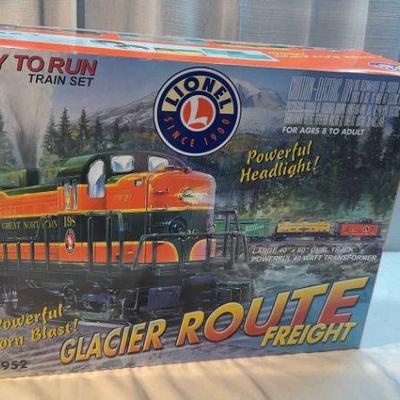 Y TO RUN
TRAIN SET
LIONEL
L
SINCE 1900
FOR AGES 8 TO ADULT
Powerful
Headlight!
GREAT NORTHERN 198
LARGE 40" x 60" OVAL TRACK
POWERFUL 40 WATT TRANSFORMER
Powerful
orn Blast!
GLACIER ROUTE
FREIGHT
952